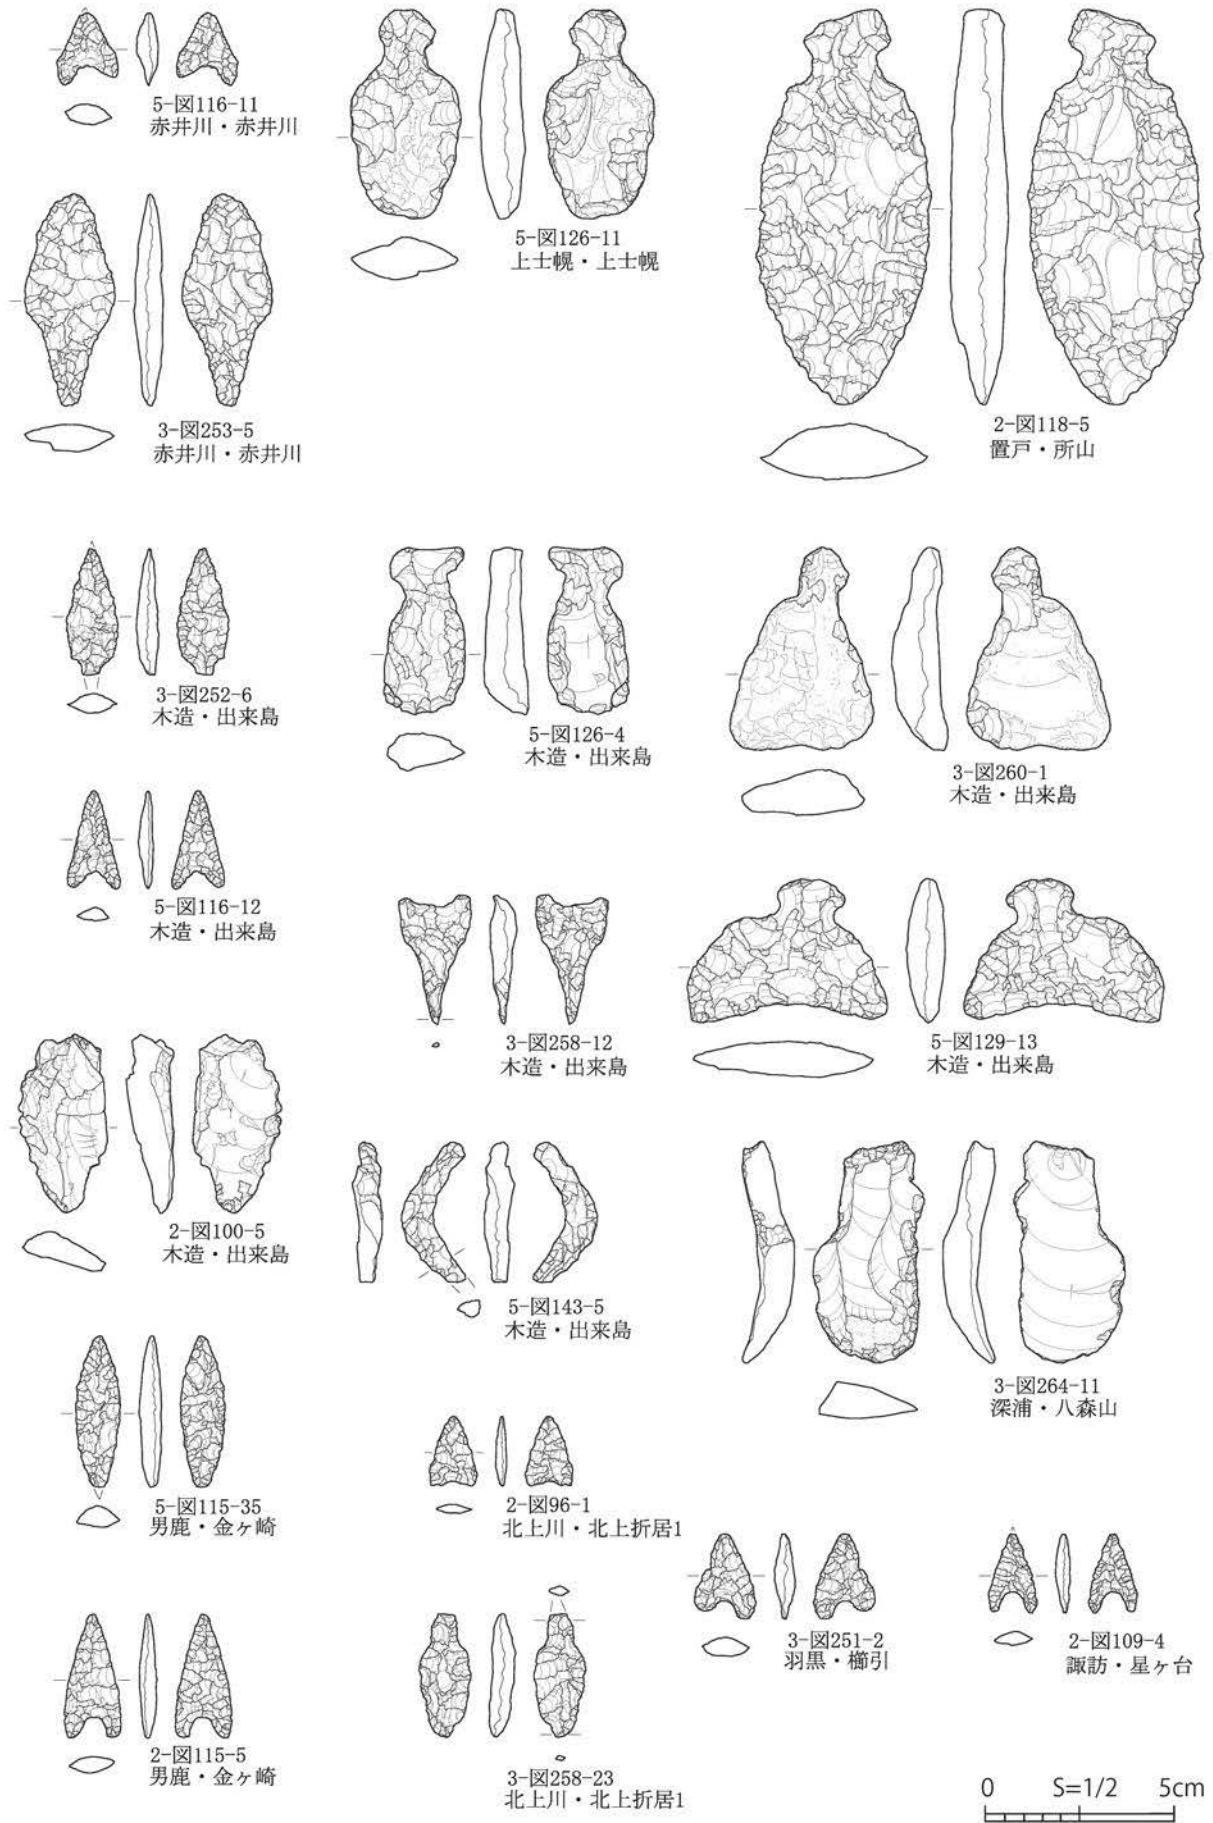 5-図116-11
赤井川・赤井川
5-図126-11
上士幌・上士幌
2-図118-5
置戸・所山
3-図253-5
赤井川・赤井川
3-図252-6
木造・出来島
5-図126-4
木造・出来島
3-図260-1
木造・出来島
5-図116-12
木造・出来島
3-図258-12
木造・出来島
5-図129-13
木造・出来島
2-図100-5
木造・出来島
5-図143-5
木造・出来島
3-図264-11
深浦・八森山
5-図115-35
男鹿・金ヶ崎
2-図96-1
北上川・北上折居1
3-図251-2
羽黒・櫛引
2-図109-4
諏訪・星ヶ台
2-図115-5
男鹿・金ヶ崎
3-図258-23
北上川・北上折居1
0 S=1/2 5cm